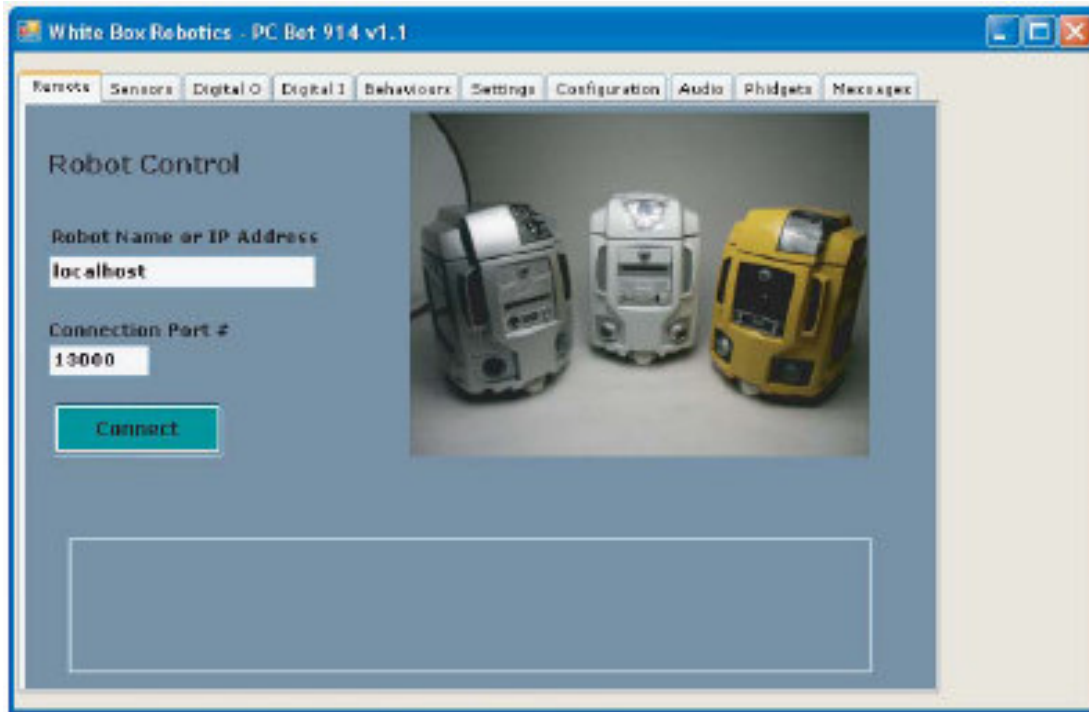 White Box Robotics - PC Bot 914 v1.1
Remote Sensors Digital O Digital I Behaviours Settings Configuration Audio Phidgets Messages
Robot Control
Robot Name or IP Address
localhost
Connection Port #
13000
Connect